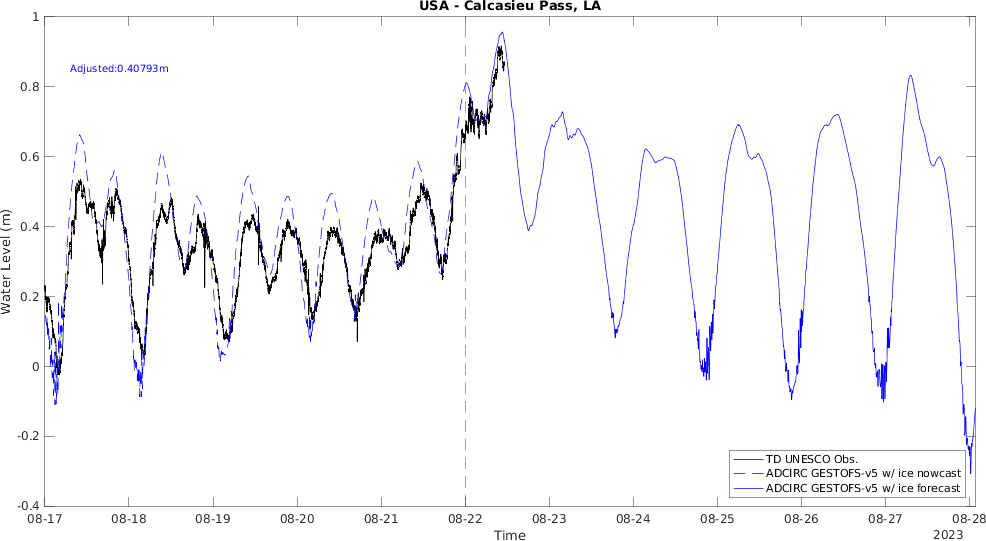 USA - Calcasieu Pass, LA
1
Adjusted:0.40793m
0.8
0.6
0.4
0.2
0
-0.2
-0.4
Water Level (m)
TD UNESCO Obs.
ADCIRC GESTOFS-v5 w/ ice nowcast
ADCIRC GESTOFS-v5 w/ ice forecast
08-17 08-18 08-19 08-20 08-21 08-22 08-23 08-24 08-25 08-26 08-27 08-28
Time
2023